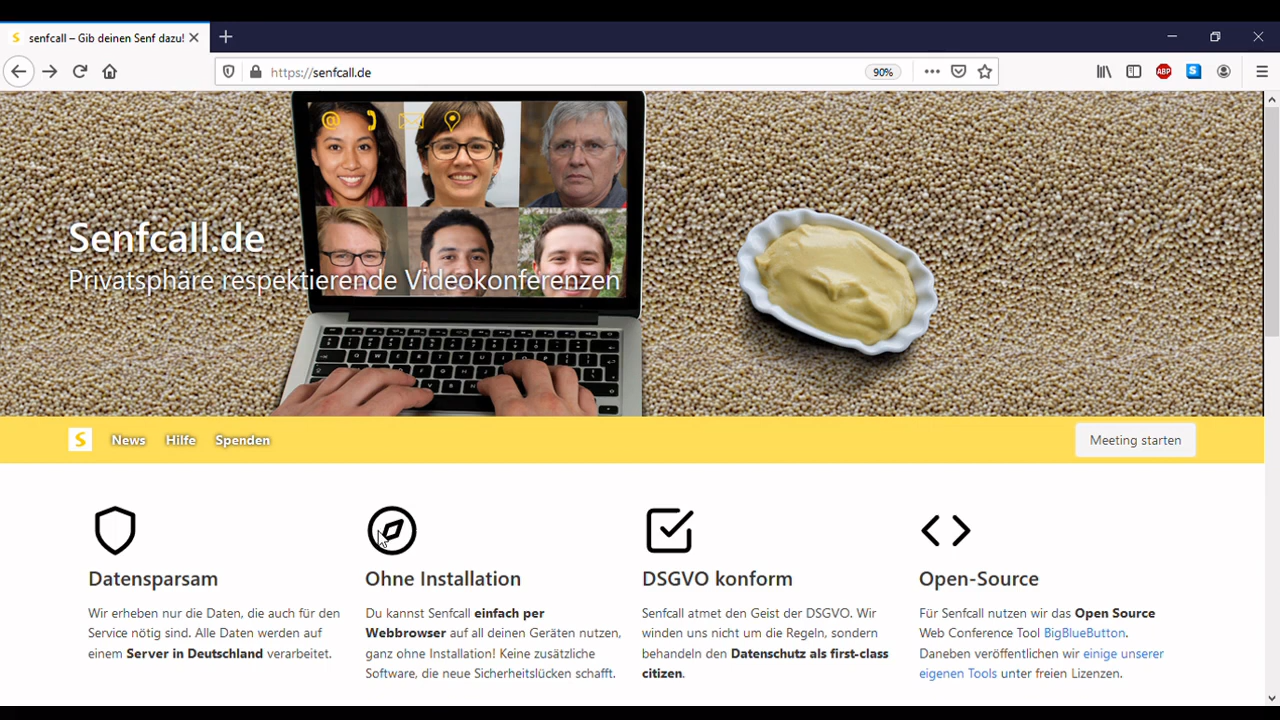 senfcall – Gib deinen Senf dazu!
https://senfcall.de
90%
ABP
S
Senfcall.de
Privatsphäre respektierende Videokonferenzen
S
News
Hilfe
Spenden
Meeting starten
Datensparsam
Wir erheben nur die Daten, die auch für den
Service nötig sind. Alle Daten werden auf
einem Server in Deutschland verarbeitet.
Ohne Installation
Du kannst Senfcall einfach per
Webbrowser auf all deinen Geräten nutzen,
ganz ohne Installation! Keine zusätzliche
Software, die neue Sicherheitslücken schafft.
DSGVO konform
Senfcall atmet den Geist der DSGVO. Wir
winden uns nicht um die Regeln, sondern
behandeln den Datenschutz als first-class
citizen.
Open-Source
Für Senfcall nutzen wir das Open Source
Web Conference Tool BigBlueButton.
Daneben veröffentlichen wir einige unserer
eigenen Tools unter freien Lizenzen.